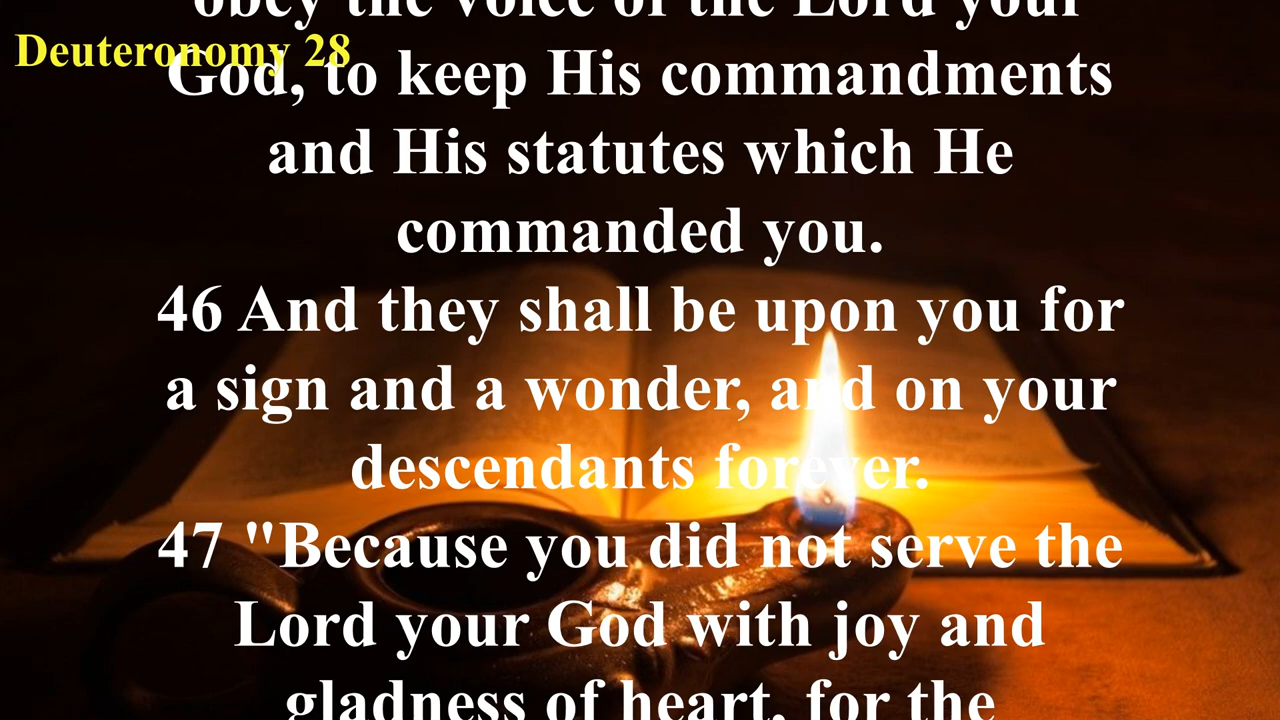 obey the voice of the Lord your
Deuteronomy 28
God, to keep His commandments
and His statutes which He
commanded you.
46 And they shall be upon you for
a sign and a wonder, and on your
descendants forever.
47 "Because you did not serve the
Lord your God with joy and
gladness of heart, for the